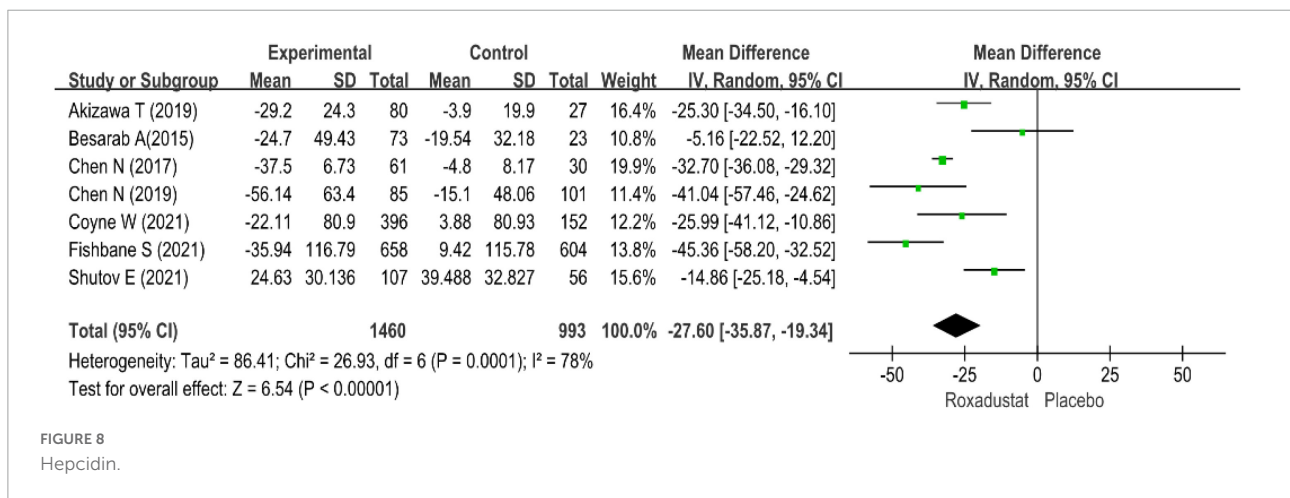 Experimental Control Mean Difference Mean Difference
Study or Subgroup Mean SD Total Mean SD Total Weight IV, Random, 95% CI IV, Random, 95% CI
Akizawa T (2019) -29.2 24.3 80 -3.9 19.9 27 16.4% -25.30 [-34.50, -16.10]
Besarab A(2015) -24.7 49.43 73 -19.54 32.18 23 10.8% -5.16 [-22.52, 12.20]
Chen N (2017) -37.5 6.73 61 -4.8 8.17 30 19.9% -32.70 [-36.08, -29.32]
Chen N (2019) -56.14 63.4 85 -15.1 48.06 101 11.4% -41.04 [-57.46, -24.62]
Coyne W (2021) -22.11 80.9 396 3.88 80.93 152 12.2% -25.99 [-41.12, -10.86]
Fishbane S (2021) -35.94 116.79 658 9.42 115.78 604 13.8% -45.36 [-58.20, -32.52]
Shutov E (2021) 24.63 30.136 107 39.488 32.827 56 15.6% -14.86 [-25.18, -4.54]
Total (95% CI) 1460 993 100.0% -27.60 [-35.87, -19.34]
Heterogeneity: Tau² = 86.41; Chi² = 26.93, df = 6 (P = 0.0001); I² = 78%
Test for overall effect: Z = 6.54 (P < 0.00001)
-50 -25 0 25 50
Roxadustat Placebo
FIGURE 8
Hepcidin.